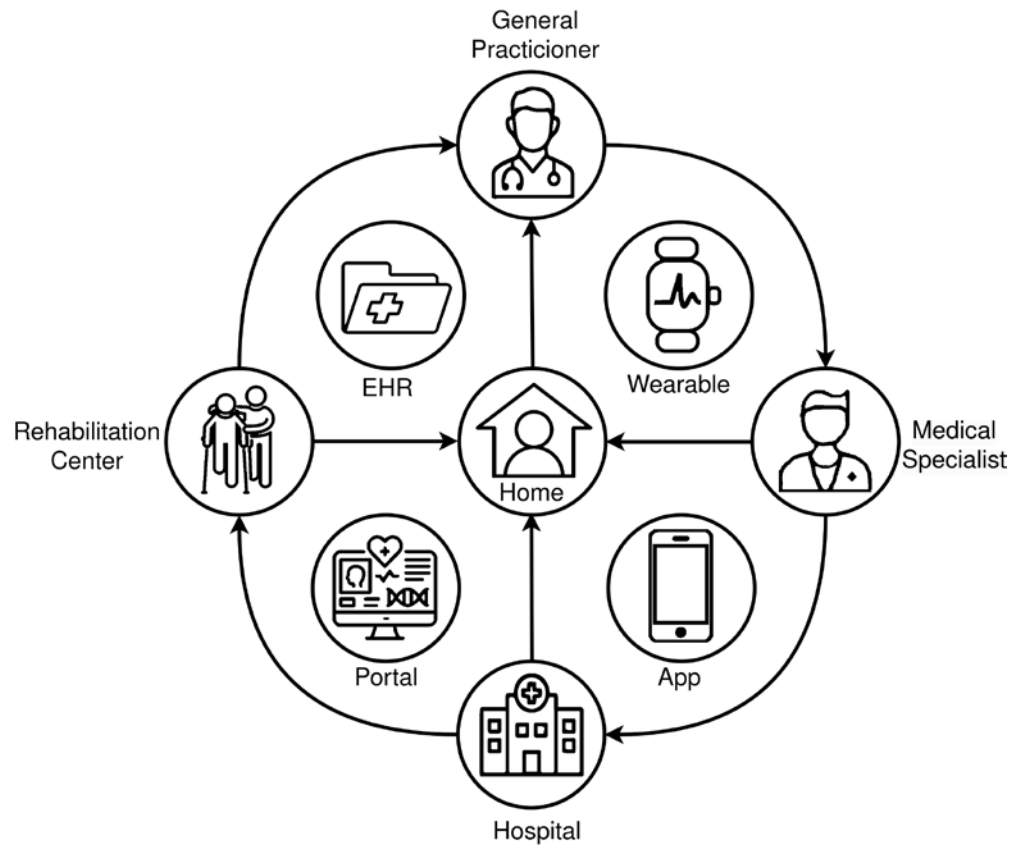 General
Practicioner
EHR
Wearable
Rehabilitation
Center
Home
Medical
Specialist
Portal
App
Hospital